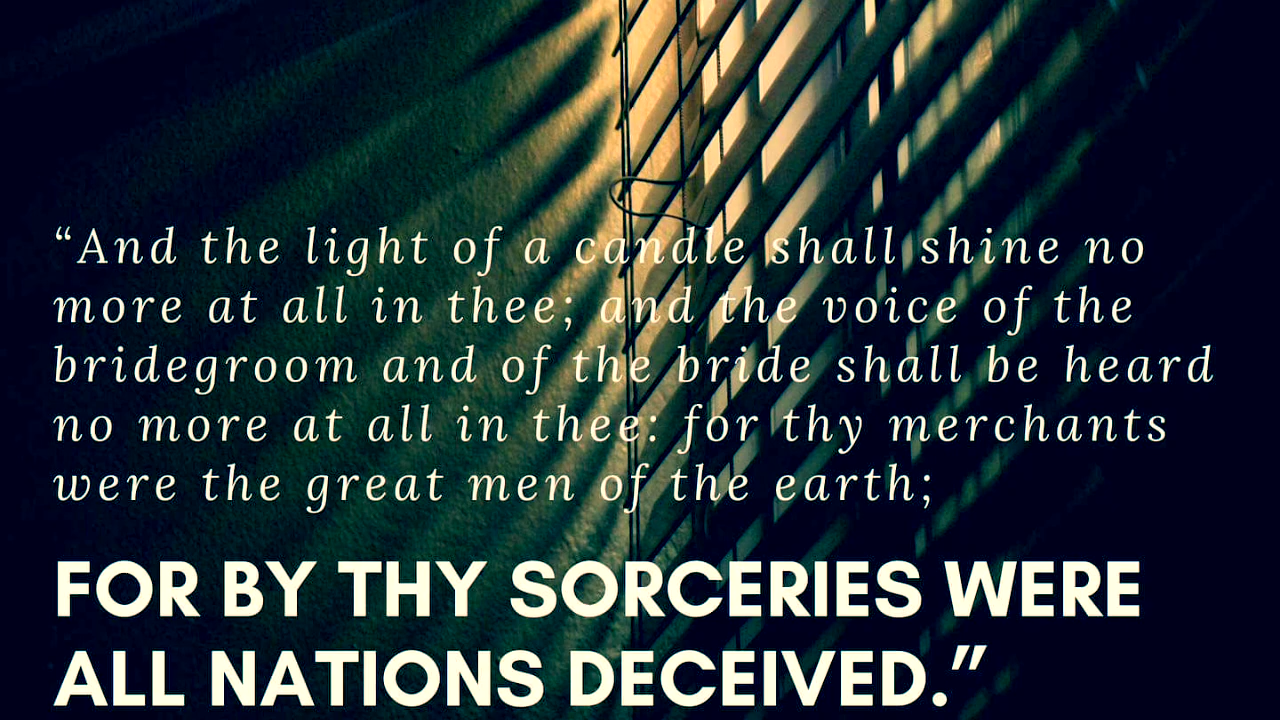 “And the light of a candle shall shine no
more at all in thee; and the voice of the
bridegroom and of the bride shall be heard
no more at all in thee: for thy merchants
were the great men of the earth;
FOR BY THY SORCERIES WERE
ALL NATIONS DECEIVED.”